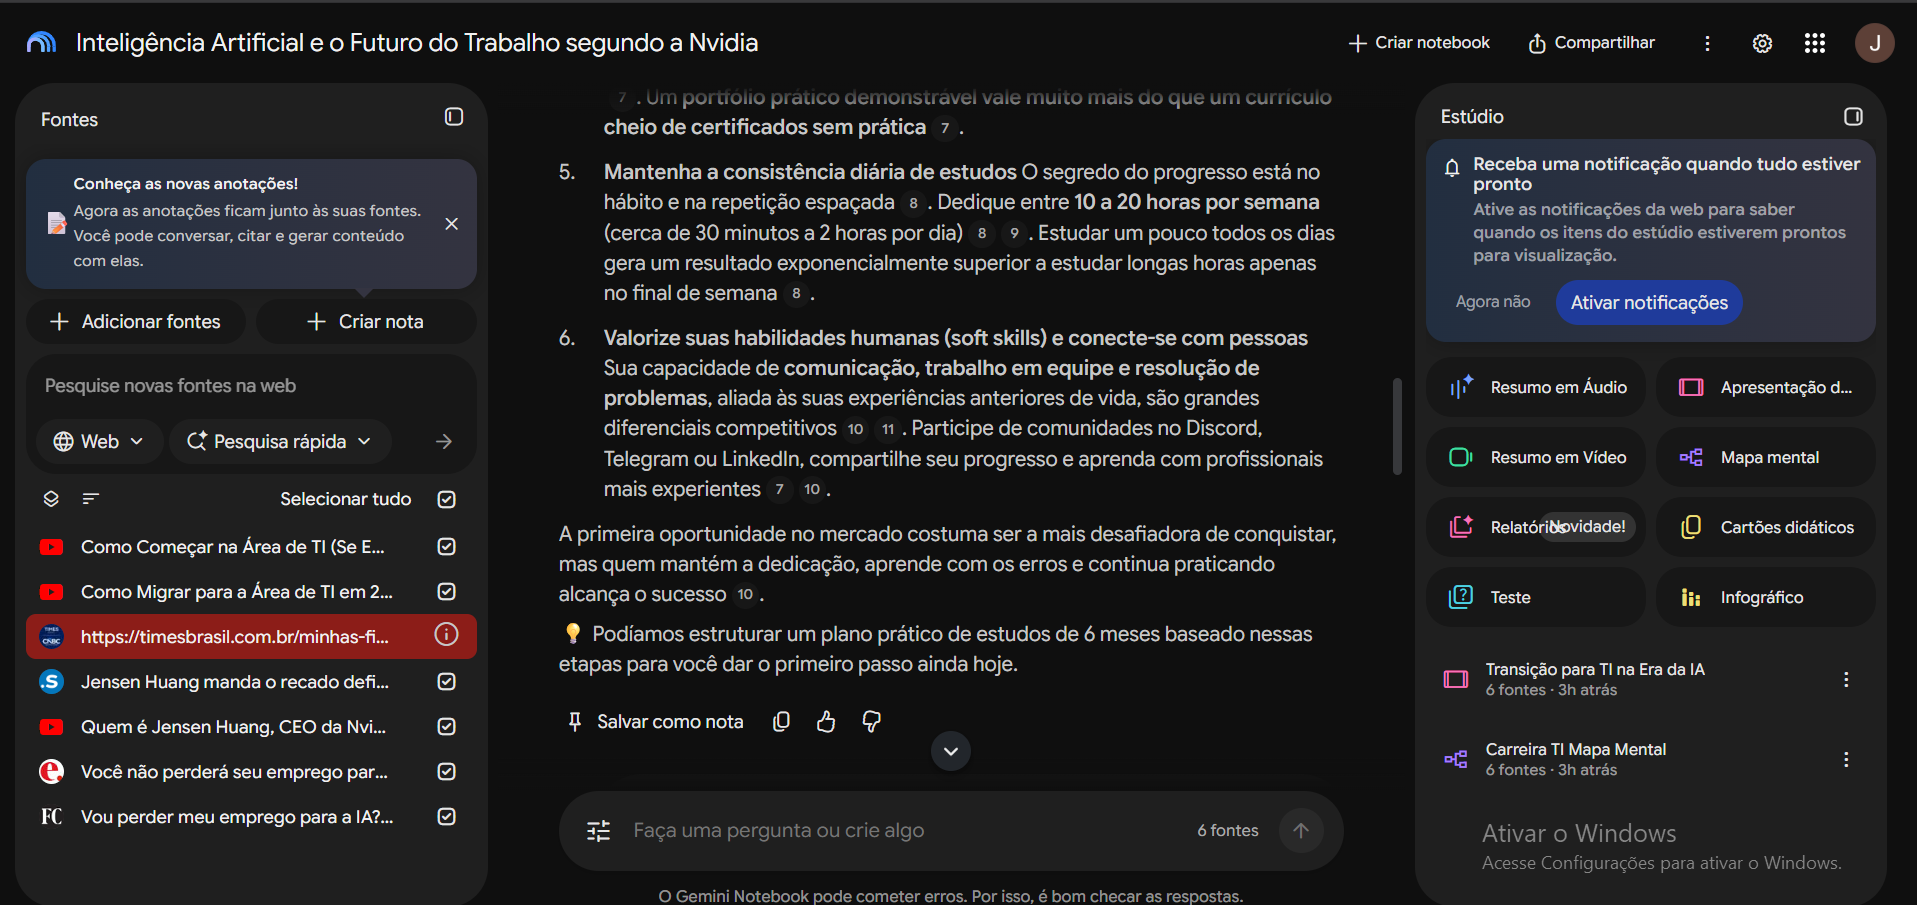 Inteligência Artificial e o Futuro do Trabalho segundo a Nvidia
Criar notebook
Compartilhar
J
Fontes
Conheça as novas anotações!
Agora as anotações ficam junto às suas fontes.
Você pode conversar, citar e gerar conteúdo
com elas.
Adicionar fontes
Criar nota
Pesquise novas fontes na web
Web
Pesquisa rápida
Selecionar tudo
Como Começar na Área de TI (Se E...
Como Migrar para a Área de TI em 2...
TIMES
CNBC
https://timesbrasil.com.br/minhas-fi...
.S
Jensen Huang manda o recado defi...
Quem é Jensen Huang, CEO da Nvi...
e
Você não perderá seu emprego par...
FC
Vou perder meu emprego para a IA?...
7 . Um portfólio prático demonstrável vale muito mais do que um currículo
cheio de certificados sem prática 7 .
5. Mantenha a consistência diária de estudos O segredo do progresso está no
hábito e na repetição espaçada 8 . Dedique entre 10 a 20 horas por semana
(cerca de 30 minutos a 2 horas por dia) 8 9 . Estudar um pouco todos os dias
gera um resultado exponencialmente superior a estudar longas horas apenas
no final de semana 8 .
6. Valorize suas habilidades humanas (soft skills) e conecte-se com pessoas
Sua capacidade de comunicação, trabalho em equipe e resolução de
problemas, aliada às suas experiências anteriores de vida, são grandes
diferenciais competitivos 10 11 . Participe de comunidades no Discord,
Telegram ou LinkedIn, compartilhe seu progresso e aprenda com profissionais
mais experientes 7 10 .
A primeira oportunidade no mercado costuma ser a mais desafiadora de conquistar,
mas quem mantém a dedicação, aprende com os erros e continua praticando
alcança o sucesso 10 .
💡 Podíamos estruturar um plano prático de estudos de 6 meses baseado nessas
etapas para você dar o primeiro passo ainda hoje.
Salvar como nota
Faça uma pergunta ou crie algo
6 fontes
O Gemini Notebook pode cometer erros. Por isso, é bom checar as respostas.
Estúdio
Receba uma notificação quando tudo estiver
pronto
Ative as notificações da web para saber
quando os itens do estúdio estiverem prontos
para visualização.
Agora não
Ativar notificações
Resumo em Áudio
Apresentação d...
Resumo em Vídeo
Mapa mental
Relatórios
Novidade!
Cartões didáticos
Teste
Infográfico
Transição para TI na Era da IA
6 fontes · 3h atrás
Carreira TI Mapa Mental
6 fontes · 3h atrás
Ativar o Windows
Acesse Configurações para ativar o Windows.